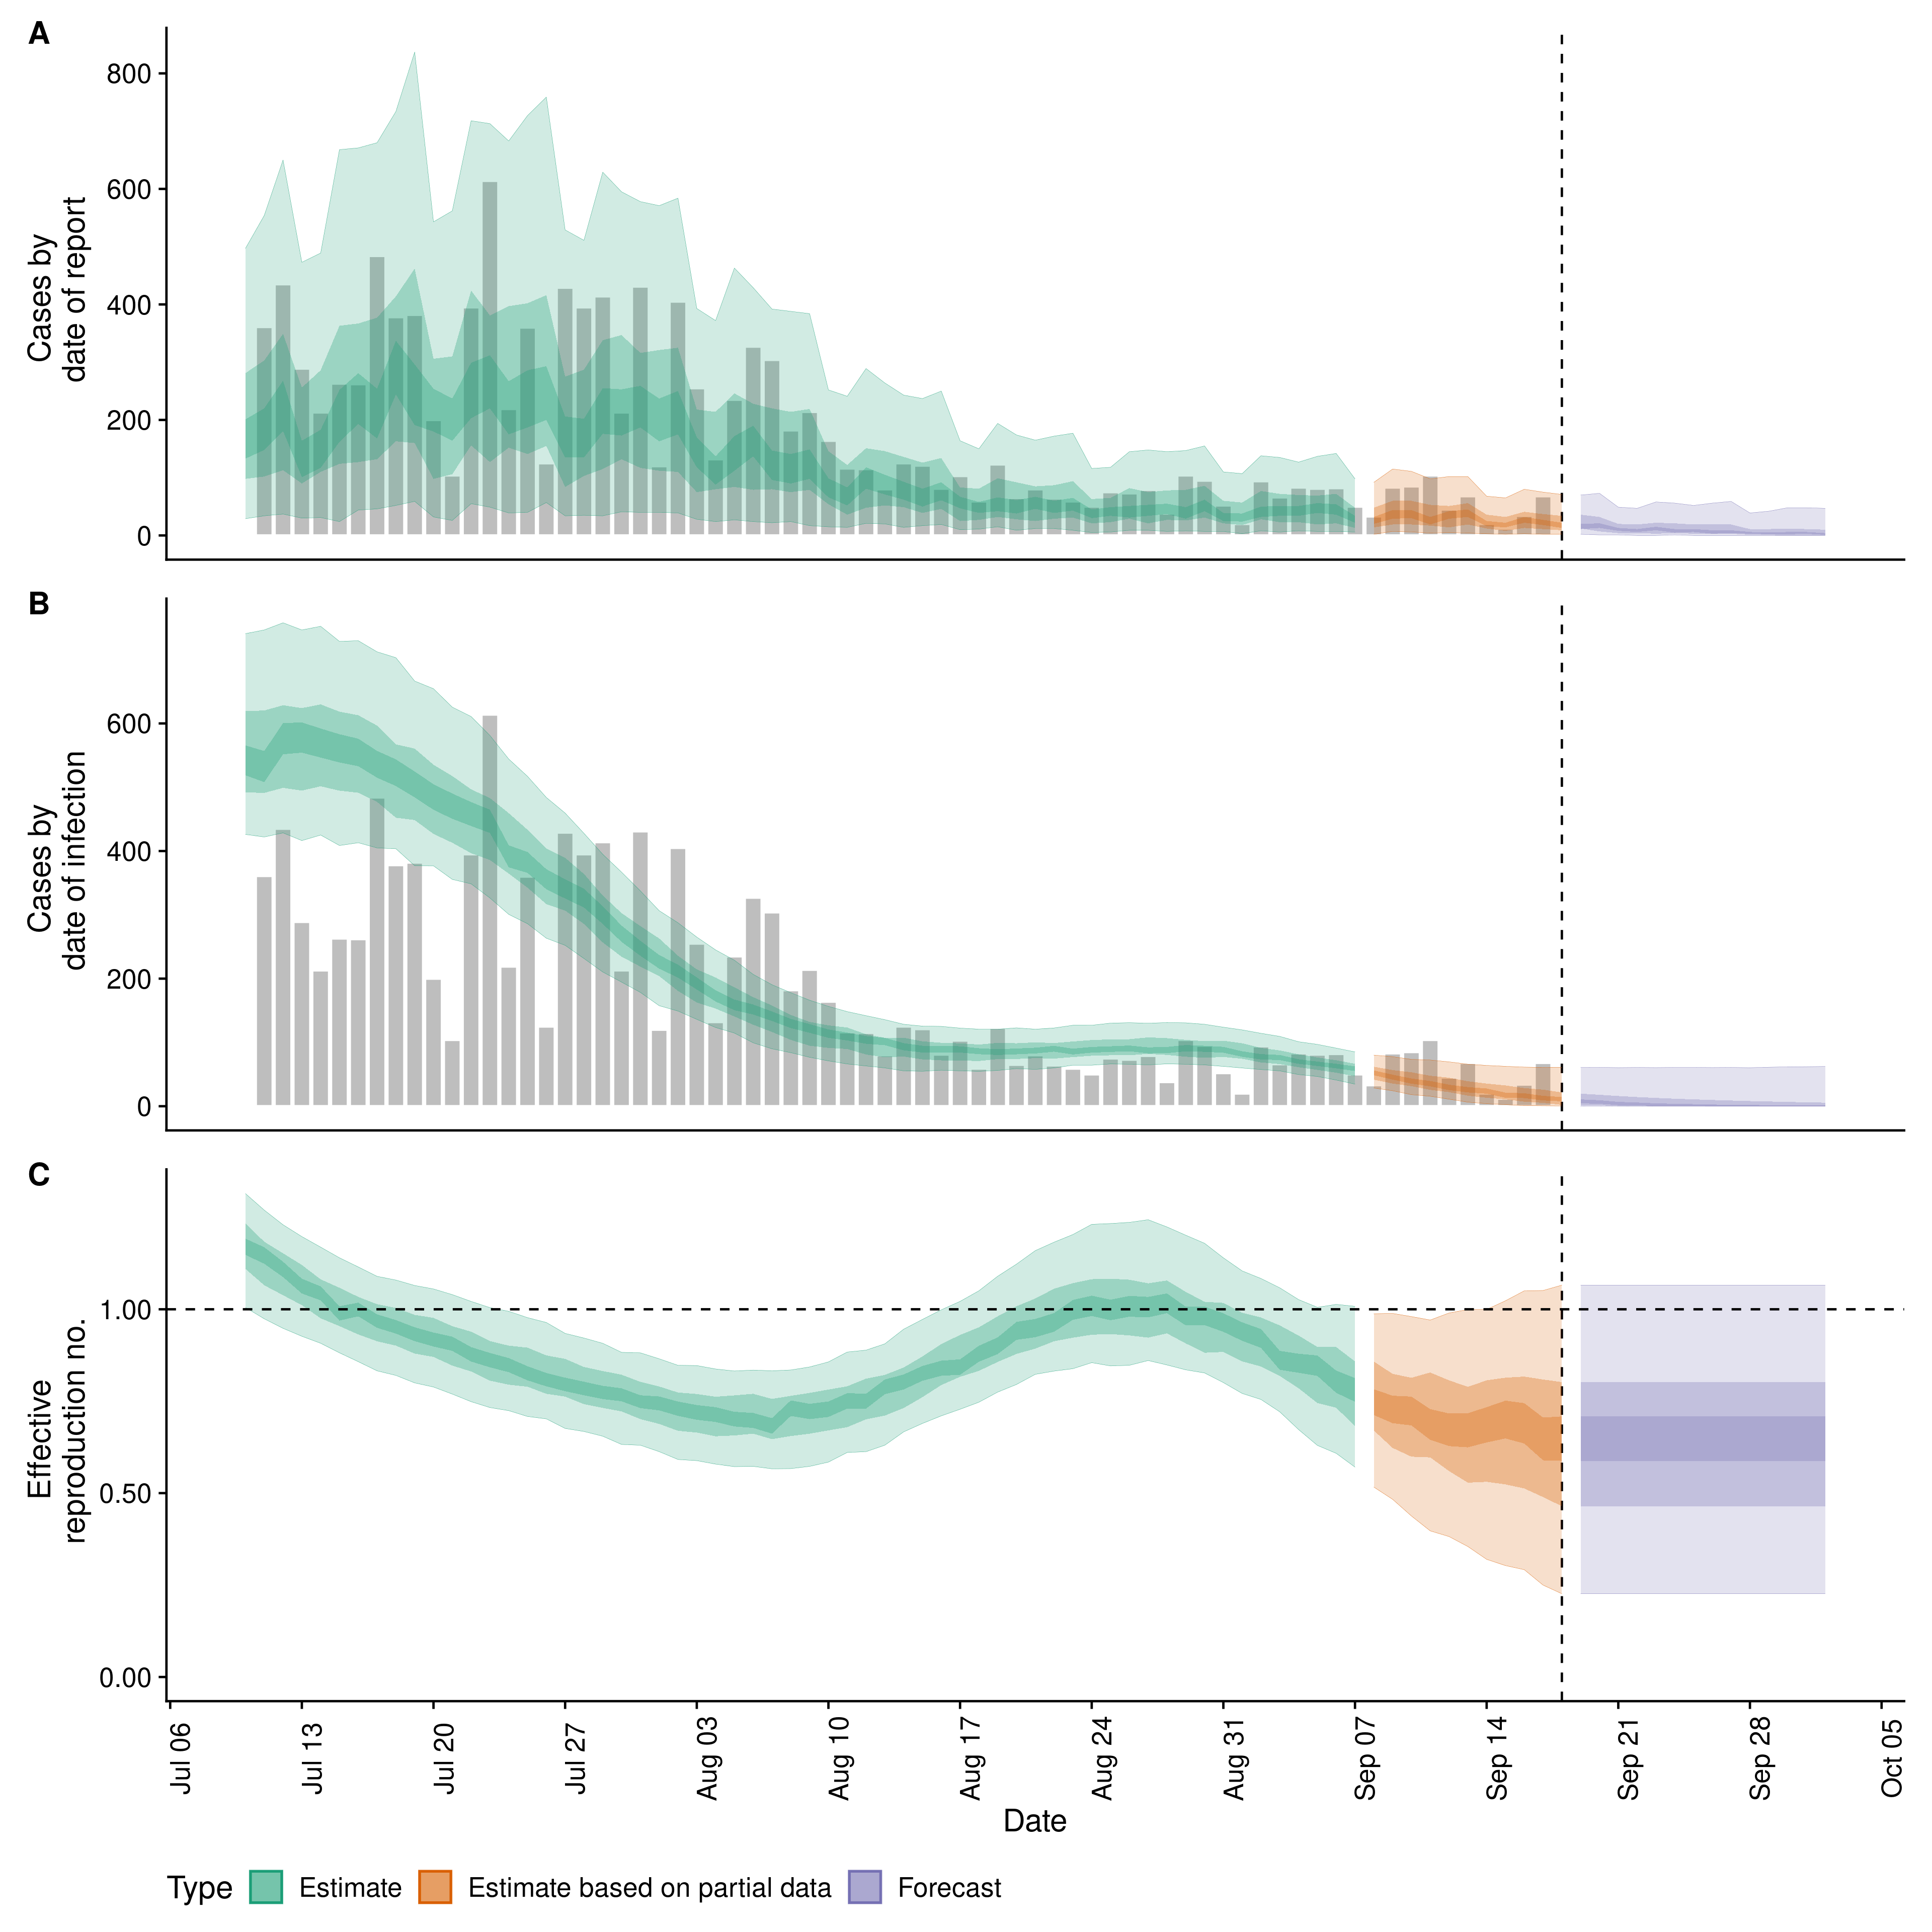 A
Cases by
date of report
800
600
400
200
0
B
Cases by
date of infection
600
400
200
0
C
Effective
reproduction no.
1.00
0.50
0.00
Jul 06
Jul 13
Jul 20
Jul 27
Aug 03
Aug 10
Aug 17
Aug 24
Aug 31
Sep 07
Sep 14
Sep 21
Sep 28
Oct 05
Date
Type Estimate Estimate based on partial data Forecast